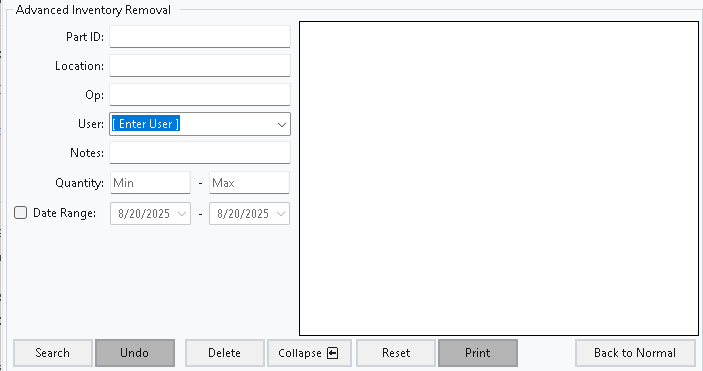 Advanced Inventory Removal
Part ID:
Location:
Op:
User: [ Enter User ]
Notes:
Quantity: Min - Max
Date Range: 8/20/2025 - 8/20/2025
Search Undo Delete Collapse Reset Print Back to Normal